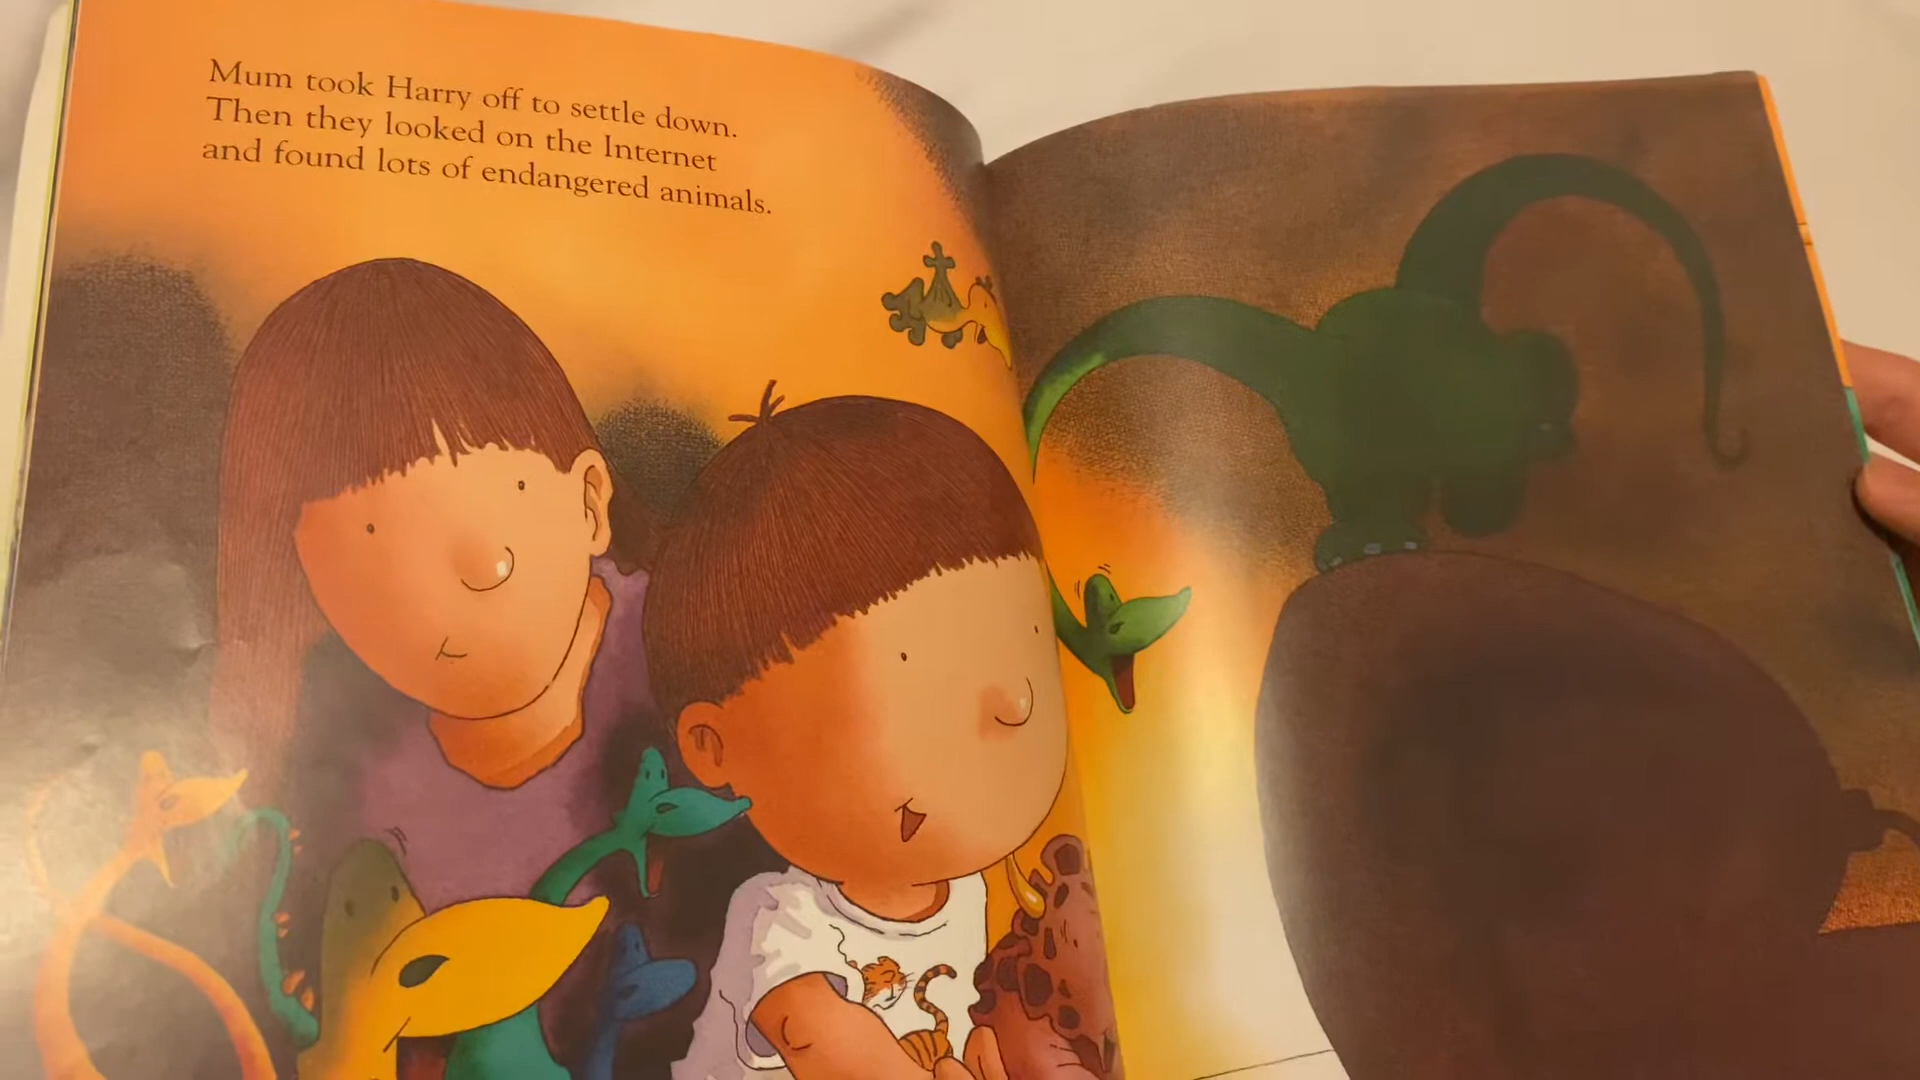 Mum took Harry off to settle down.
Then they looked on the Internet
and found lots of endangered animals.